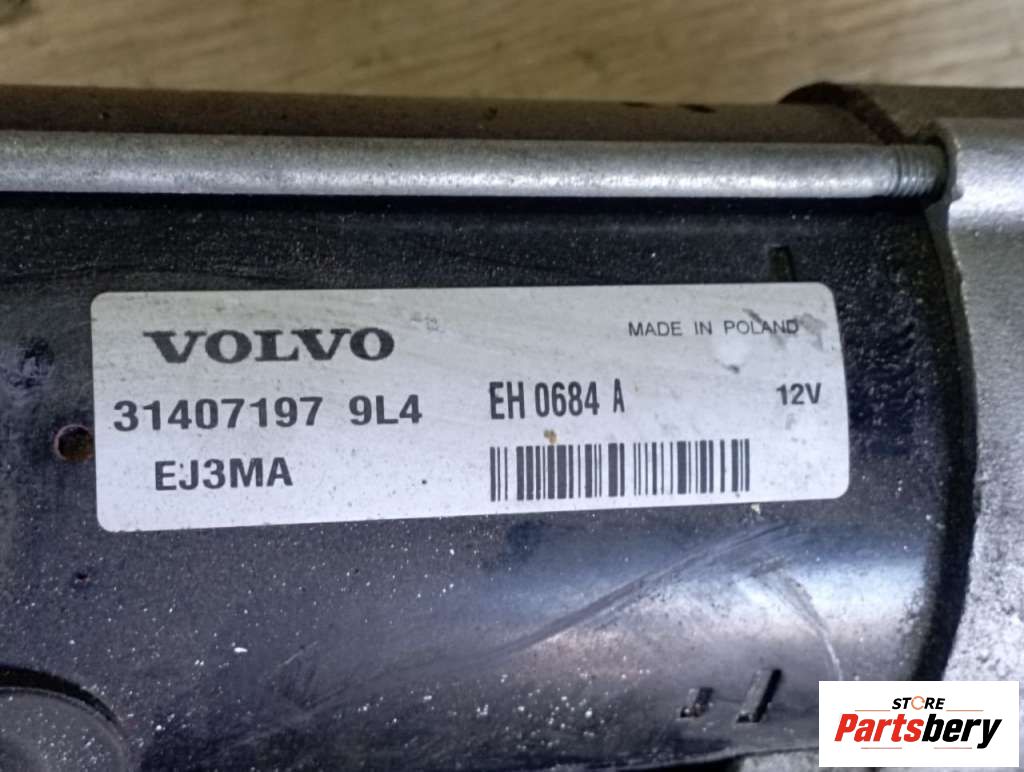 VOLVO
MADE IN POLAND
31407197 9L4
EH 0684 A
12V
EJ3MA
STORE
Partsbery